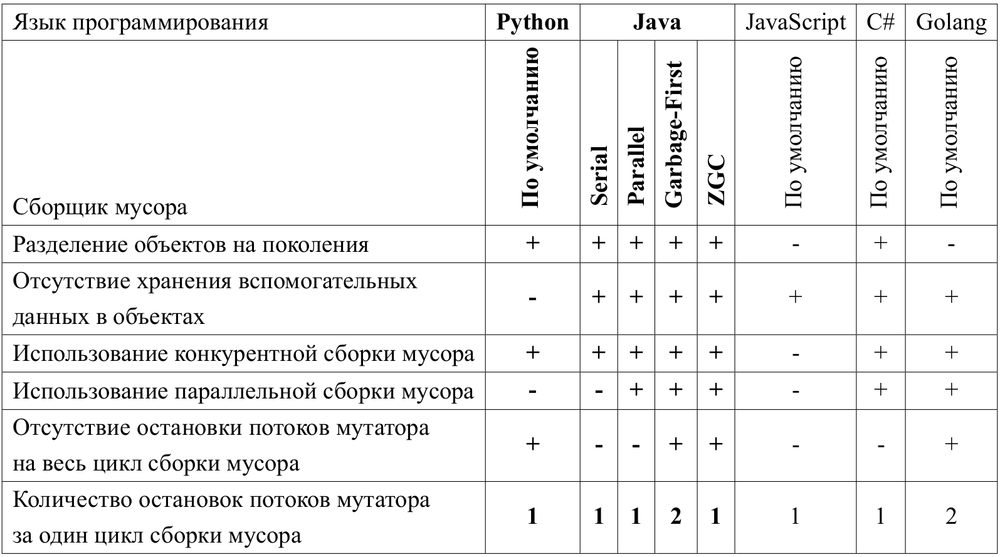 Язык программирования Python Java JavaScript C# Golang
Сборщик мусора По умолчанию Serial Parallel Garbage-First ZGC По умолчанию По умолчанию По умолчанию
Разделение объектов на поколения + + + + + - + -
Отсутствие хранения вспомогательных
данных в объектах - + + + + + + +
Использование конкурентной сборки мусора + + + + + - + +
Использование параллельной сборки мусора - - + + + - + +
Отсутствие остановки потоков мутатора
на весь цикл сборки мусора + - - + + - - +
Количество остановок потоков мутатора
за один цикл сборки мусора 1 1 1 2 1 1 1 2